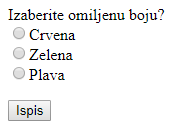 Izaberite omiljenu boju?
Crvena
Zelena
Plava
Ispis